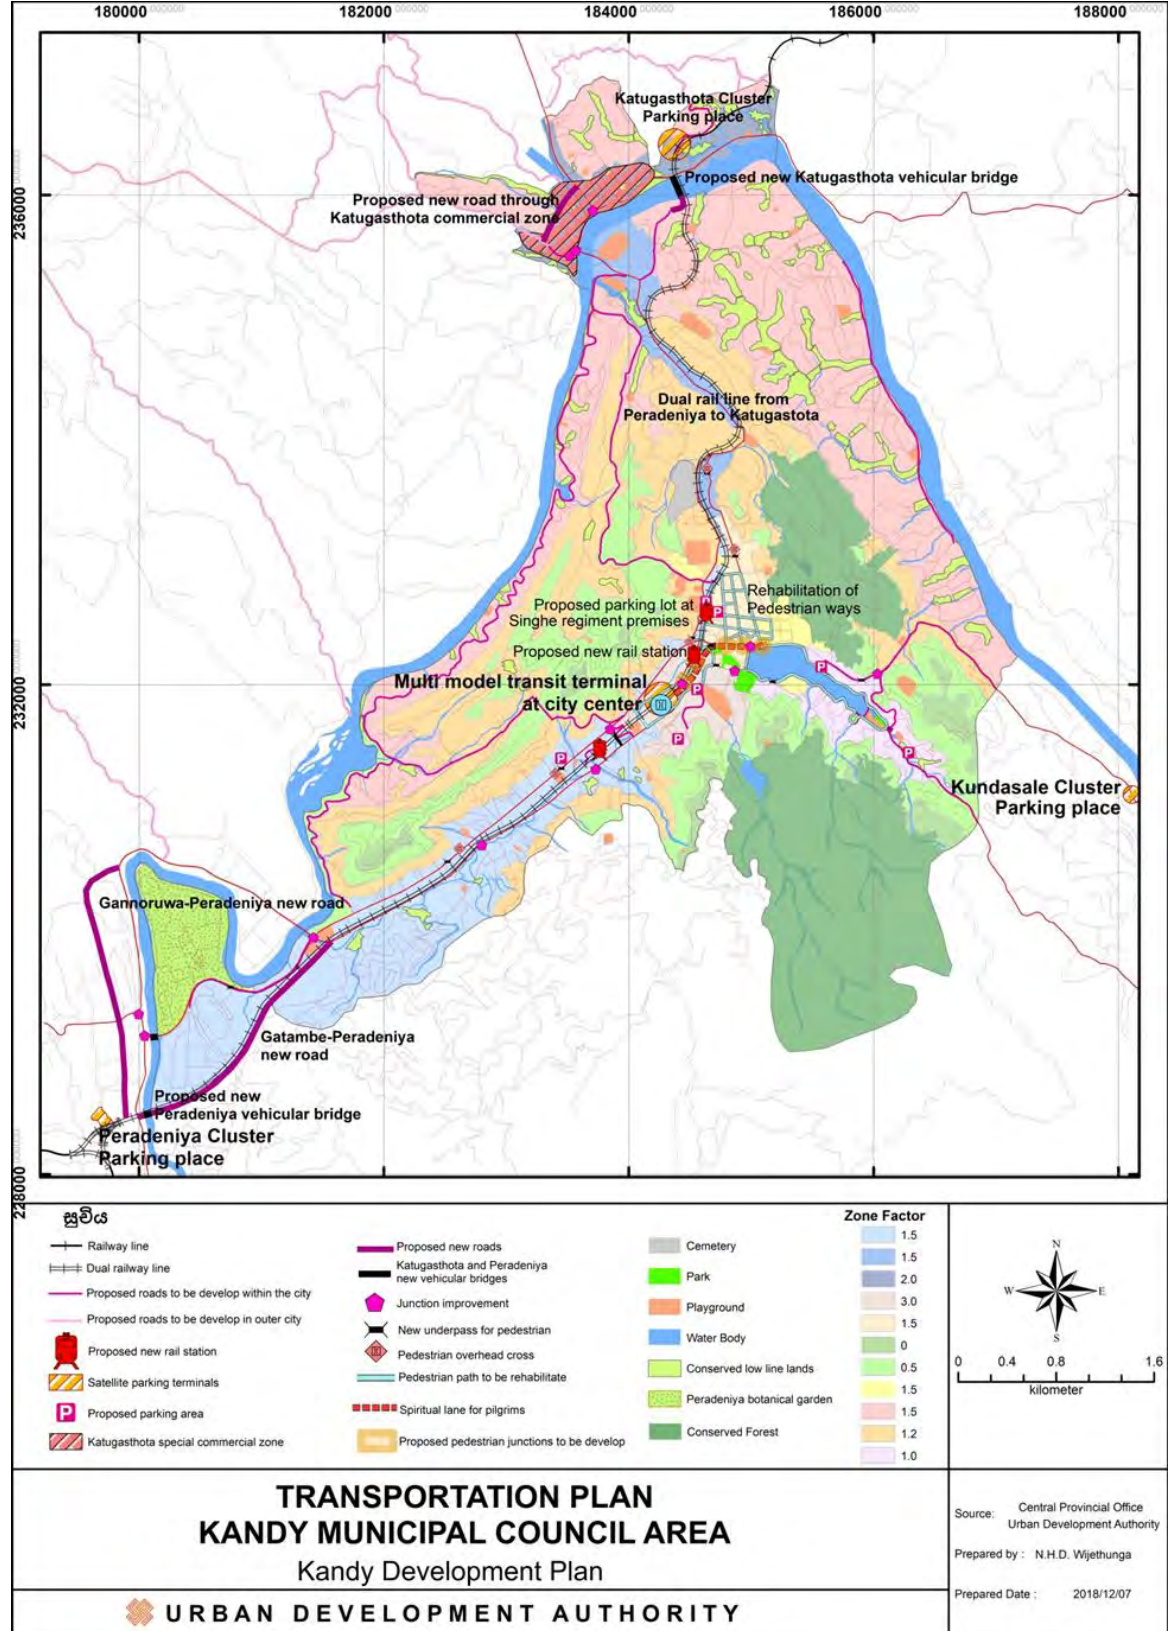 180000
182000
184000
186000
188000
236000
232000
228000
Katugasthota Cluster
Parking place
Proposed new Katugasthota vehicular bridge
Proposed new road through
Katugasthota commercial zone
Dual rail line from
Peradeniya to Katugastota
Rehabilitation of
Pedestrian ways
Proposed parking lot at
Singhe regiment premises
Proposed new rail station
Multi model transit terminal
at city center
P
P
P
P
P
P
P
Kundasale Cluster
Parking place
Gannoruwa-Peradeniya new road
Gatambe-Peradeniya
new road
Proposed new
Peradeniya vehicular bridge
Peradeniya Cluster
Parking place
සූචිය
Railway line
Dual railway line
Proposed roads to be develop within the city
Proposed roads to be develop in outer city
Proposed new rail station
Satellite parking terminals
P Proposed parking area
Katugasthota special commercial zone
Proposed new roads
Katugasthota and Peradeniya
new vehicular bridges
Junction improvement
New underpass for pedestrian
Pedestrian overhead cross
Pedestrian path to be rehabilitate
Spiritual lane for pilgrims
Proposed pedestrian junctions to be develop
Cemetery
Park
Playground
Water Body
Conserved low line lands
Peradeniya botanical garden
Conserved Forest
Zone Factor
1.5
1.5
2.0
3.0
1.5
0
0.5
1.5
1.5
1.2
1.0
N
W
E
S
0 0.4 0.8 1.6
kilometer
TRANSPORTATION PLAN
KANDY MUNICIPAL COUNCIL AREA
Kandy Development Plan
URBAN DEVELOPMENT AUTHORITY
Source: Central Provincial Office
Urban Development Authority
Prepared by : N.H.D. Wijethunga
Prepared Date : 2018/12/07